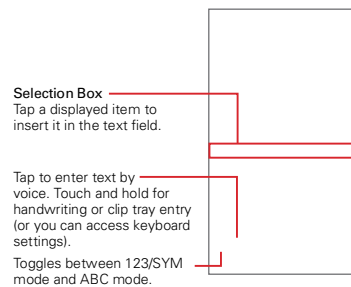 Selection Box
Tap a displayed item to
insert it in the text field.
Tap to enter text by
voice. Touch and hold for
handwriting or clip tray entry
(or you can access keyboard
settings).
Toggles between 123/SYM
mode and ABC mode.